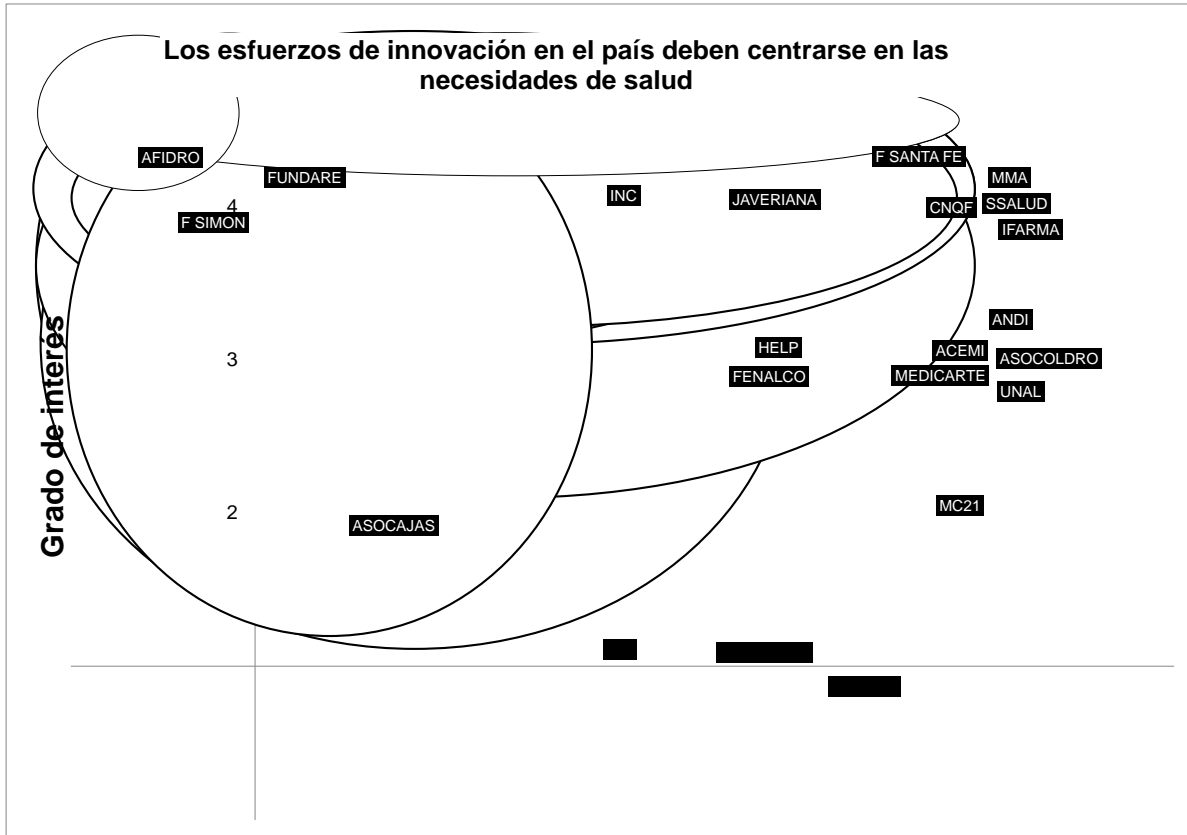 Los esfuerzos de innovación en el país deben centrarse en las
necesidades de salud
AFIDRO
F SANTA FE
FUNDARE
MMA
INC
JAVERIANA
4
CNQF
SSALUD
F SIMON
IFARMA
ANDI
HELP
ACEMI
3
ASOCOLDRO
FENALCO
MEDICARTE
UNAL
Grado de interés
MC21
2
ASOCAJAS